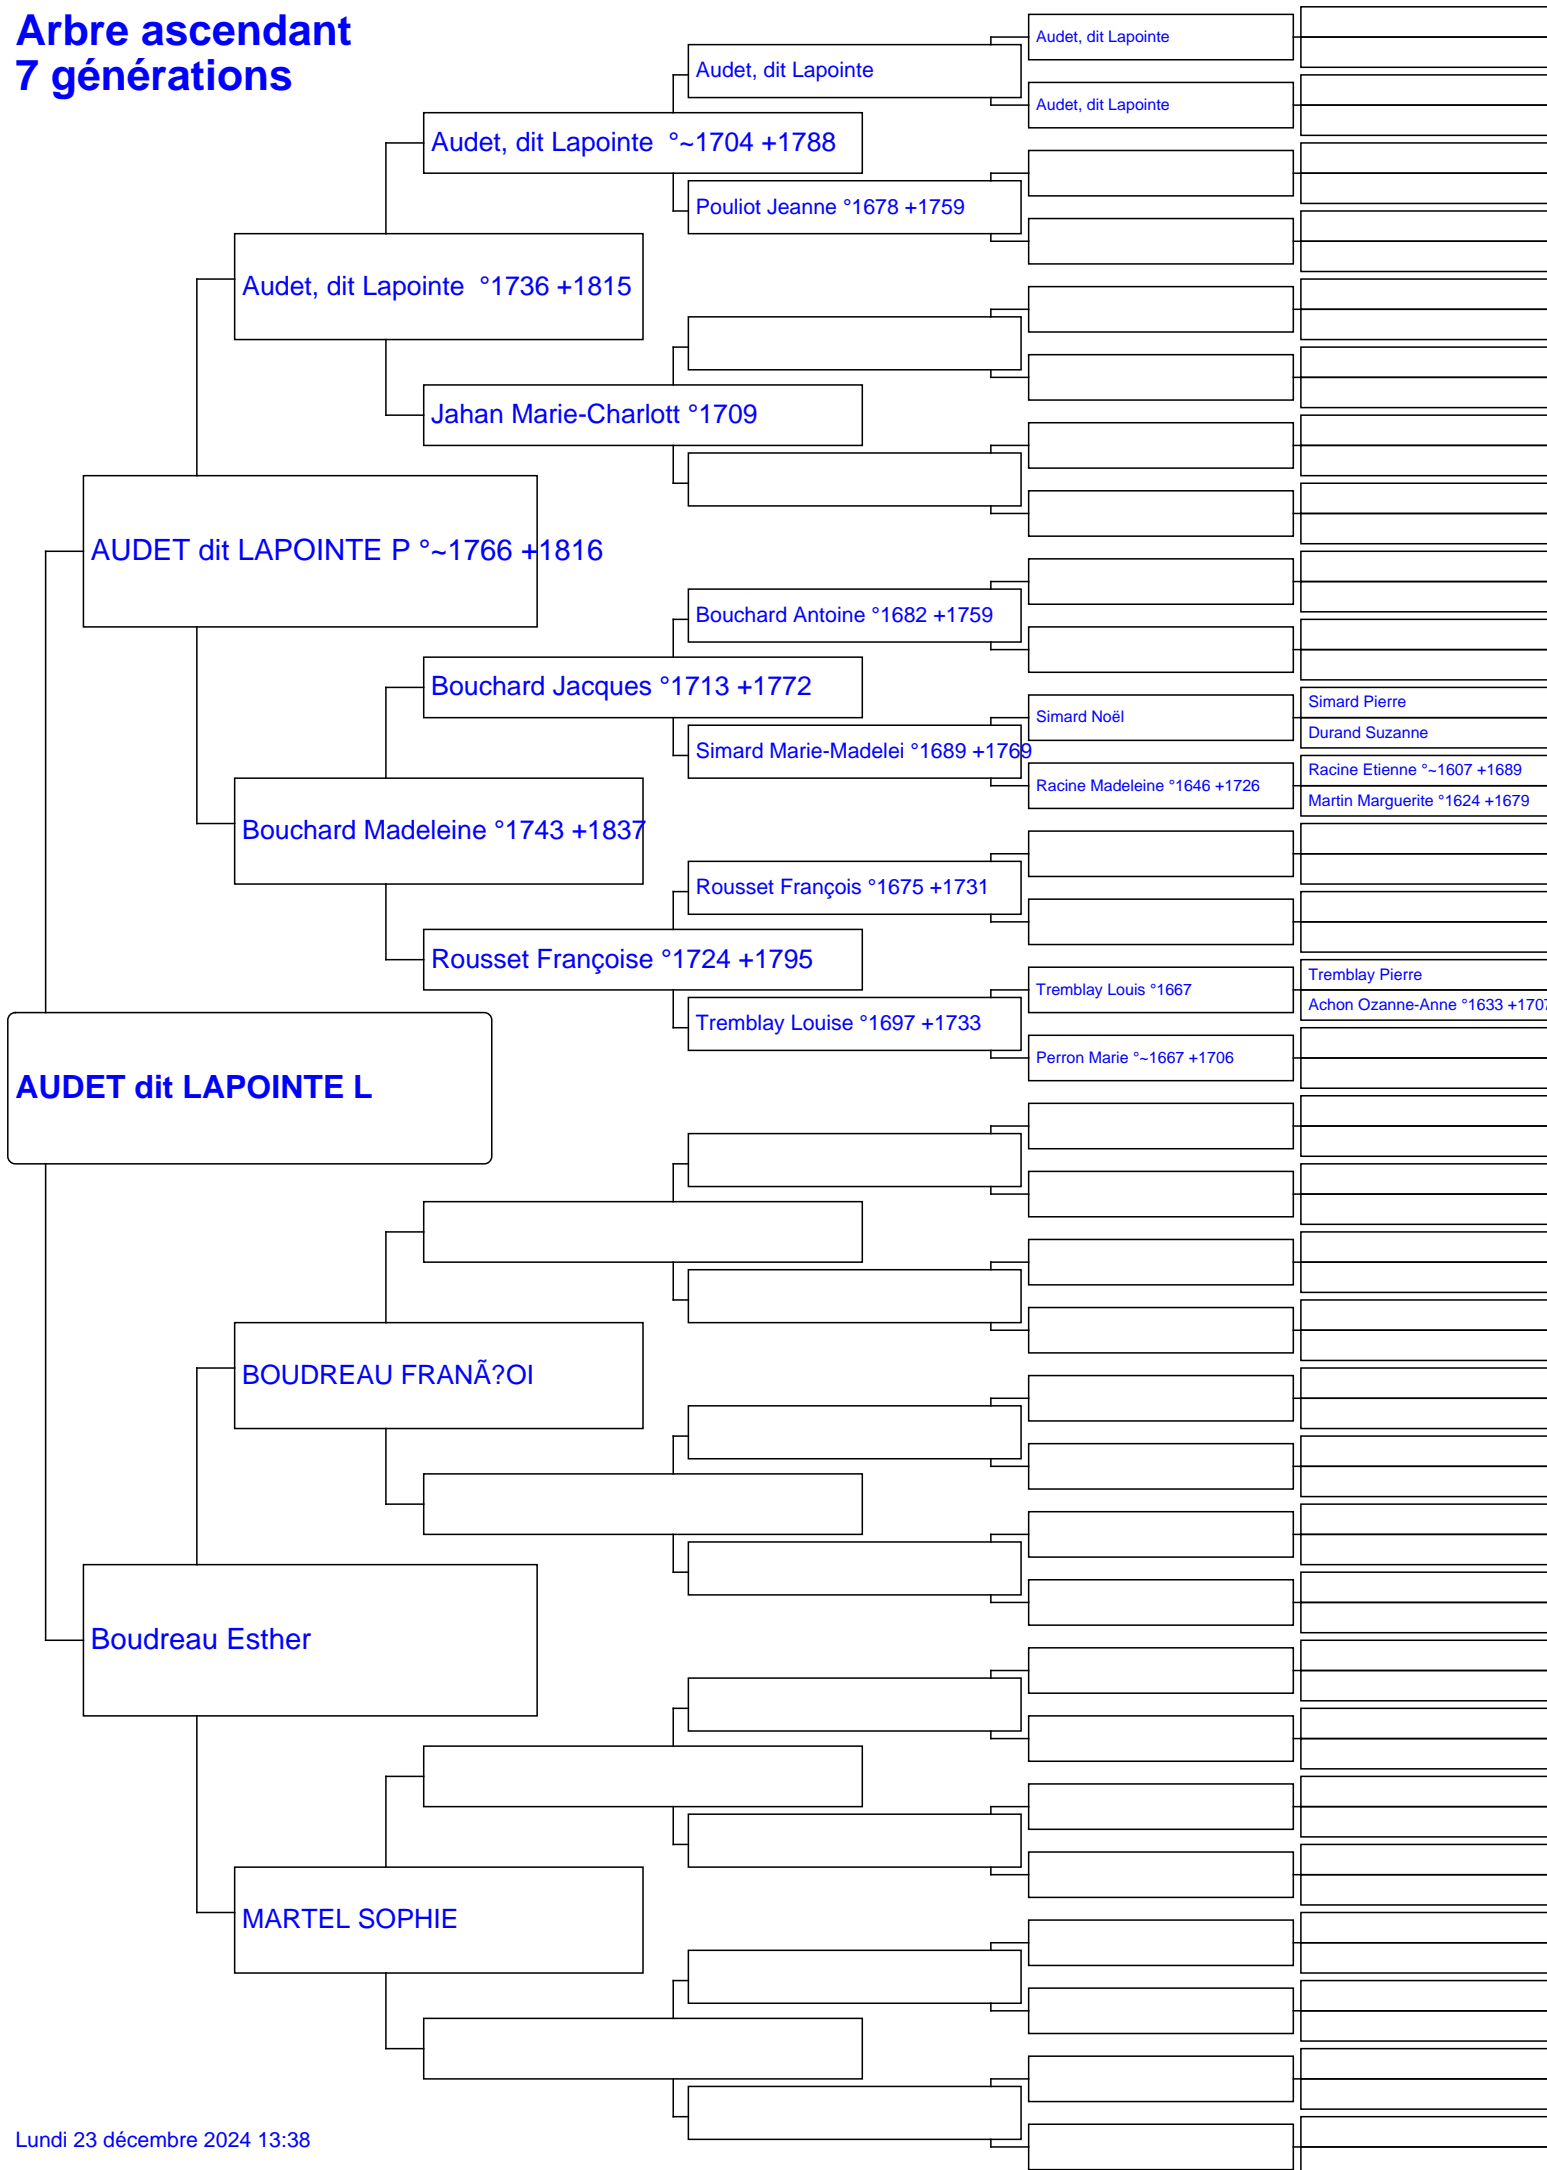 Arbre ascendant
7 générations
Audet, dit Lapointe
Audet, dit Lapointe
Audet, dit Lapointe
Audet, dit Lapointe  °~1704 +1788
Pouliot Jeanne °1678 +1759
Audet, dit Lapointe  °1736 +1815
Jahan Marie-Charlott °1709
AUDET dit LAPOINTE P °~1766 +1816
Bouchard Antoine °1682 +1759
Bouchard Jacques °1713 +1772
Simard Pierre
Simard Noël
Durand Suzanne
Simard Marie-Madelei °1689 +1769
Racine Etienne °~1607 +1689
Racine Madeleine °1646 +1726
Martin Marguerite °1624 +1679
Bouchard Madeleine °1743 +1837
Rousset François °1675 +1731
Rousset Françoise °1724 +1795
Tremblay Pierre
Tremblay Louis °1667
Achon Ozanne-Anne °1633 +1707
Tremblay Louise °1697 +1733
Perron Marie °~1667 +1706
AUDET dit LAPOINTE L
BOUDREAU FRANÃ?OI
Boudreau Esther
MARTEL SOPHIE
Lundi 23 décembre 2024 13:38